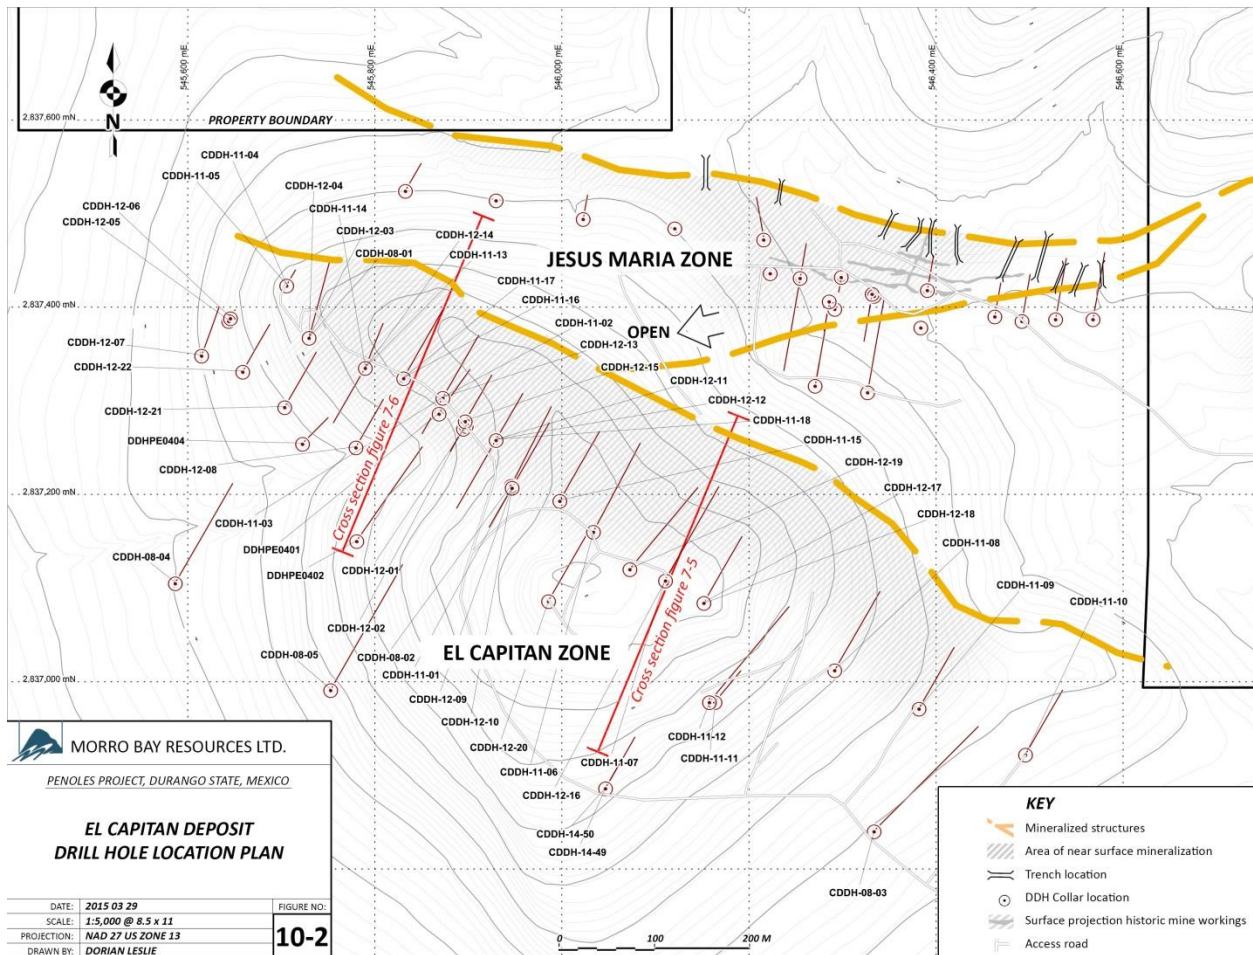 545,600 mE
545,800 mE
546,000 mE
546,400 mE
546,600 mE
2,837,600 mN
N
PROPERTY BOUNDARY
CDDH-11-04
CDDH-11-05
CDDH-12-04
CDDH-12-06
CDDH-11-14
CDDH-12-05
CDDH-12-03
CDDH-12-14
CDDH-08-01
CDDH-11-13
JESUS MARIA ZONE
CDDH-11-17
CDDH-11-16
2,837,400 mN
CDDH-11-02
OPEN
CDDH-12-07
CDDH-12-13
CDDH-12-22
CDDH-12-15
CDDH-12-11
CDDH-12-12
CDDH-12-21
CDDH-11-18
DDHPE0404
CDDH-11-15
CDDH-12-08
CDDH-12-19
Cross section figure 7-6
CDDH-12-17
2,837,200 mN
CDDH-11-03
CDDH-12-18
CDDH-11-08
DDHPE0401
CDDH-08-04
CDDH-12-01
DDHPE0402
CDDH-11-09
CDDH-11-10
CDDH-12-02
Cross section figure 7-5
EL CAPITAN ZONE
CDDH-08-05
CDDH-08-02
CDDH-11-01
2,837,000 mN
CDDH-12-09
CDDH-12-10
CDDH-11-12
CDDH-12-20
CDDH-11-07
CDDH-11-11
CDDH-11-06
CDDH-12-16
CDDH-14-50
CDDH-14-49
CDDH-08-03
MORRO BAY RESOURCES LTD.
PENOLES PROJECT, DURANGO STATE, MEXICO
EL CAPITAN DEPOSIT
DRILL HOLE LOCATION PLAN
DATE: 2015 03 29
SCALE: 1:5,000 @ 8.5 x 11
PROJECTION: NAD 27 US ZONE 13
DRAWN BY: DORIAN LESLIE
FIGURE NO:
10-2
0 100 200 M
KEY
Mineralized structures
Area of near surface mineralization
Trench location
DDH Collar location
Surface projection historic mine workings
Access road